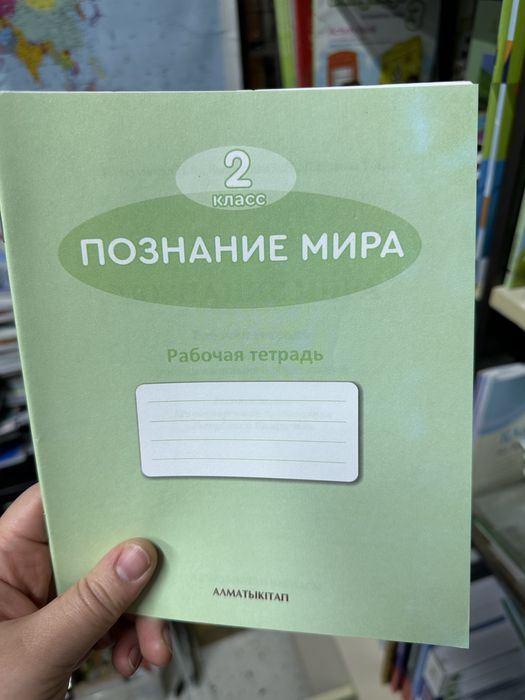 2
класс
ПОЗНАНИЕ МИРА
Рабочая тетрадь
АЛМАТЫКІТАП